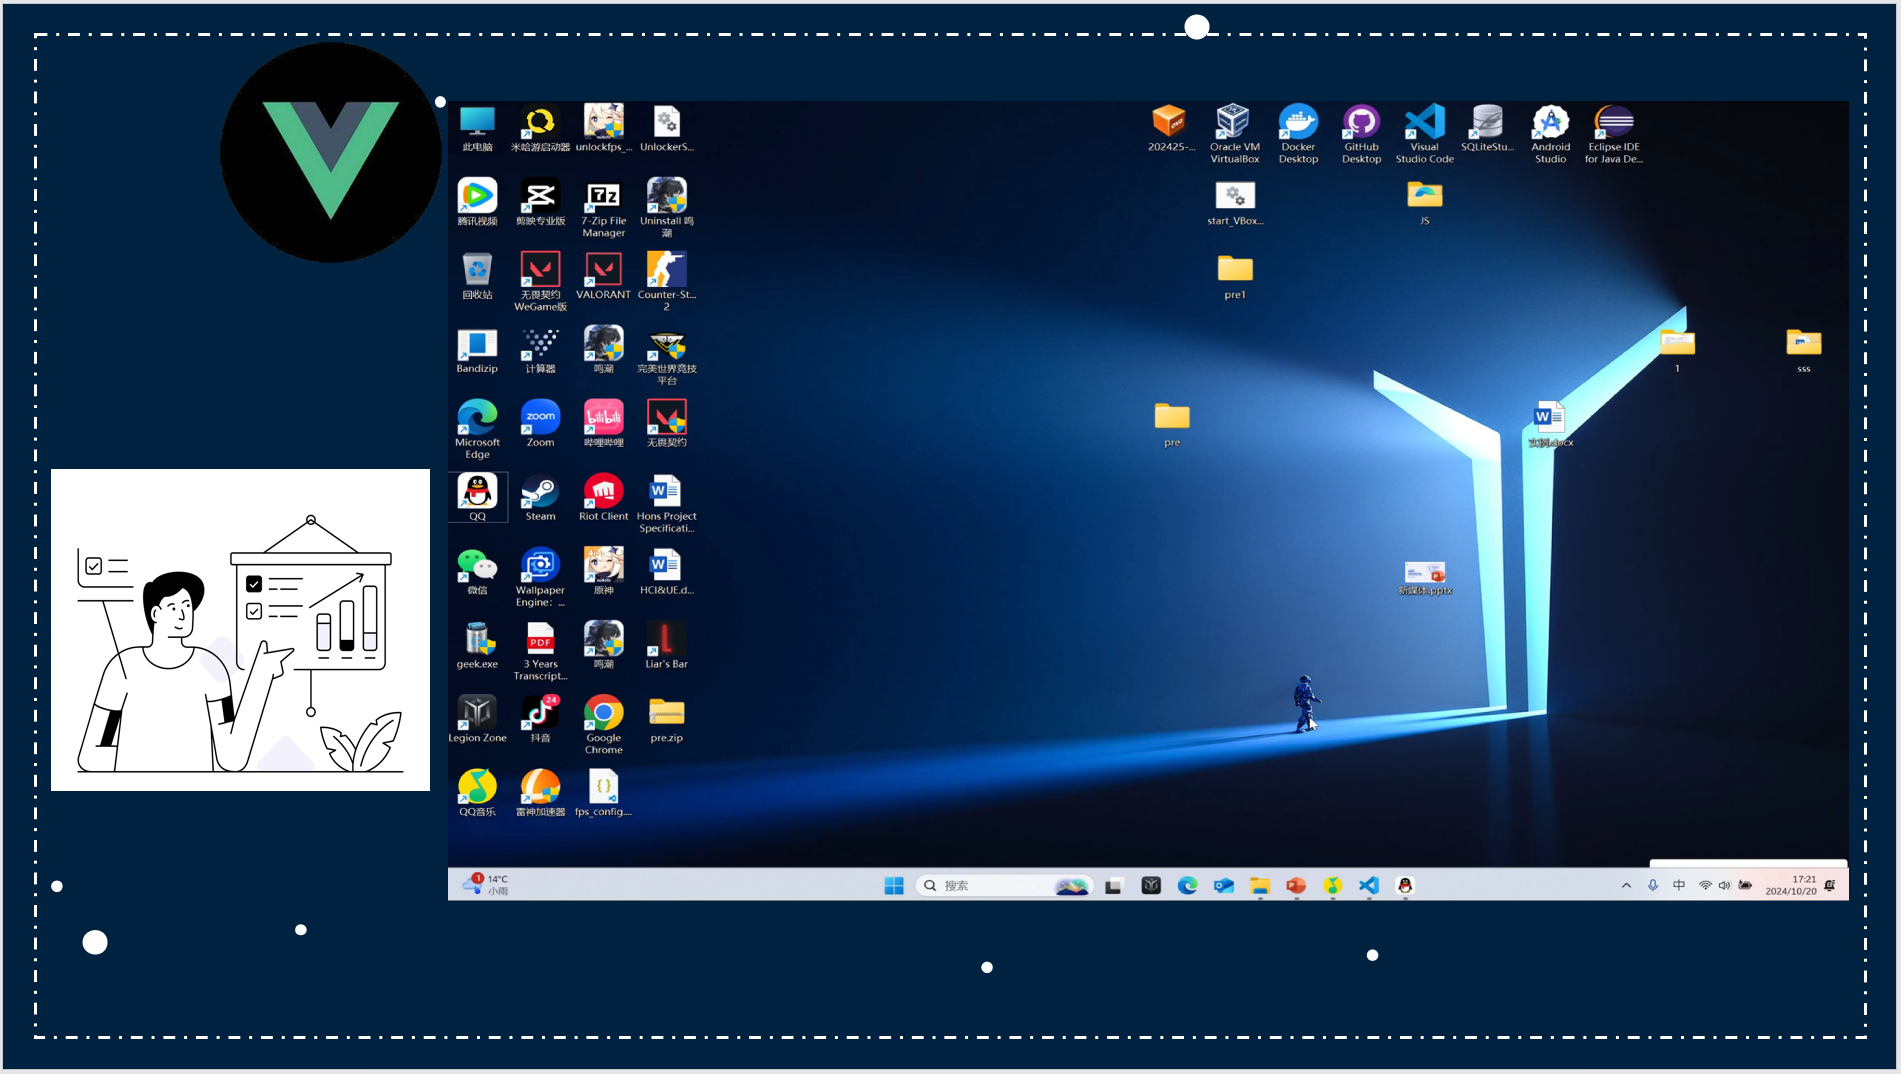 此电脑
米哈游启动器
unlockfps_...
UnlockerS...
202425-...
Oracle VM
VirtualBox
Docker
Desktop
GitHub
Desktop
Visual
Studio Code
SQLiteStu...
Android
Studio
Eclipse IDE
for Java De...
腾讯视频
剪映专业版
7-Zip File
Manager
Uninstall 鸣
潮
start_VBox...
JS
回收站
无畏契约
WeGame版
VALORANT
Counter-St...
2
pre1
Bandizip
计算器
鸣潮
完美世界竞技
平台
1
sss
Microsoft
Edge
zoom
Zoom
bilibili
哔哩哔哩
无畏契约
pre
实例.docx
QQ
Steam
Riot Client
Hons Project
Specificati...
微信
Wallpaper
Engine: ...
原神
HCI&UE.d...
新媒体.pptx
geek.exe
PDF
3 Years
Transcript...
鸣潮
Liar's Bar
Legion Zone
24
抖音
Google
Chrome
pre.zip
QQ音乐
雷神加速器
fps_config....
1
14°C
小雨
搜索
中
17:21
2024/10/20